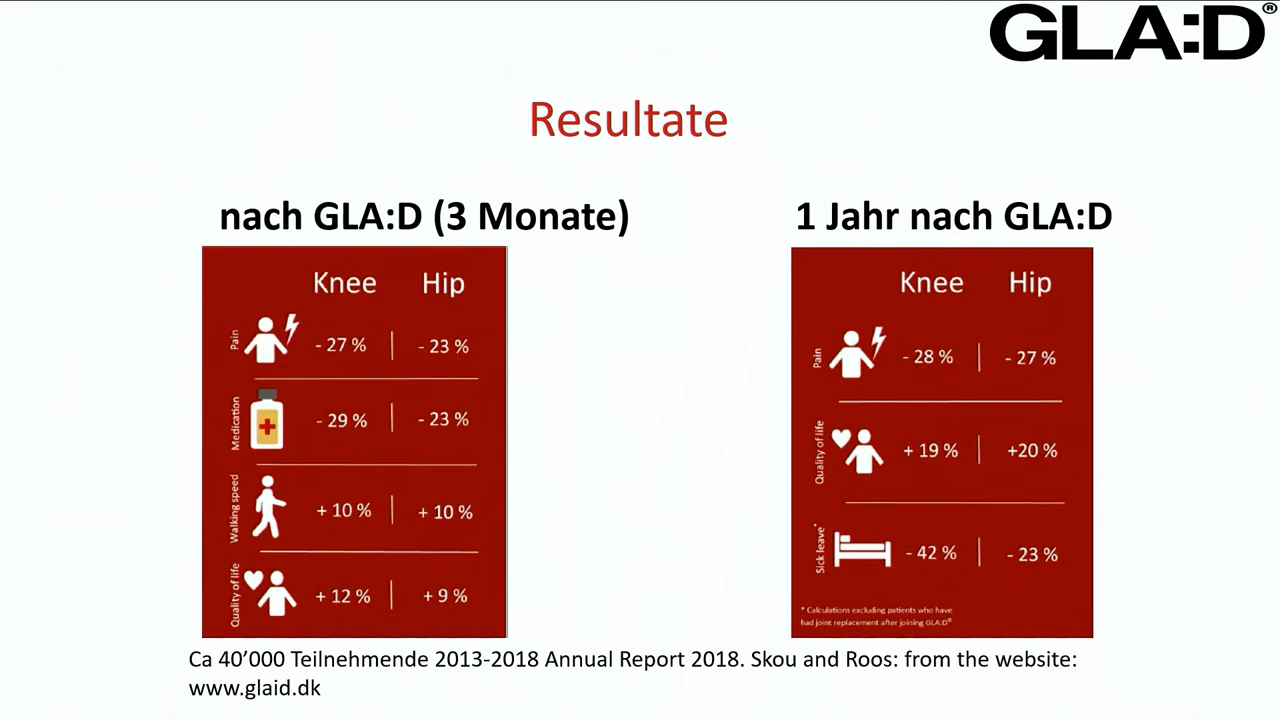 GLA:D®
Resultate
nach GLA:D (3 Monate)
Knee Hip
Pain - 27 % - 23 %
Medication - 29 % - 23 %
Walking speed + 10 % + 10 %
Quality of life + 12 % + 9 %
1 Jahr nach GLA:D
Knee Hip
Pain - 28 % - 27 %
Quality of life + 19 % +20 %
Sick leave* - 42 % - 23 %
* Calculations excluding patients who have
had joint replacement after joining GLA:D®
Ca 40’000 Teilnehmende 2013-2018 Annual Report 2018. Skou and Roos: from the website:
www.glaid.dk